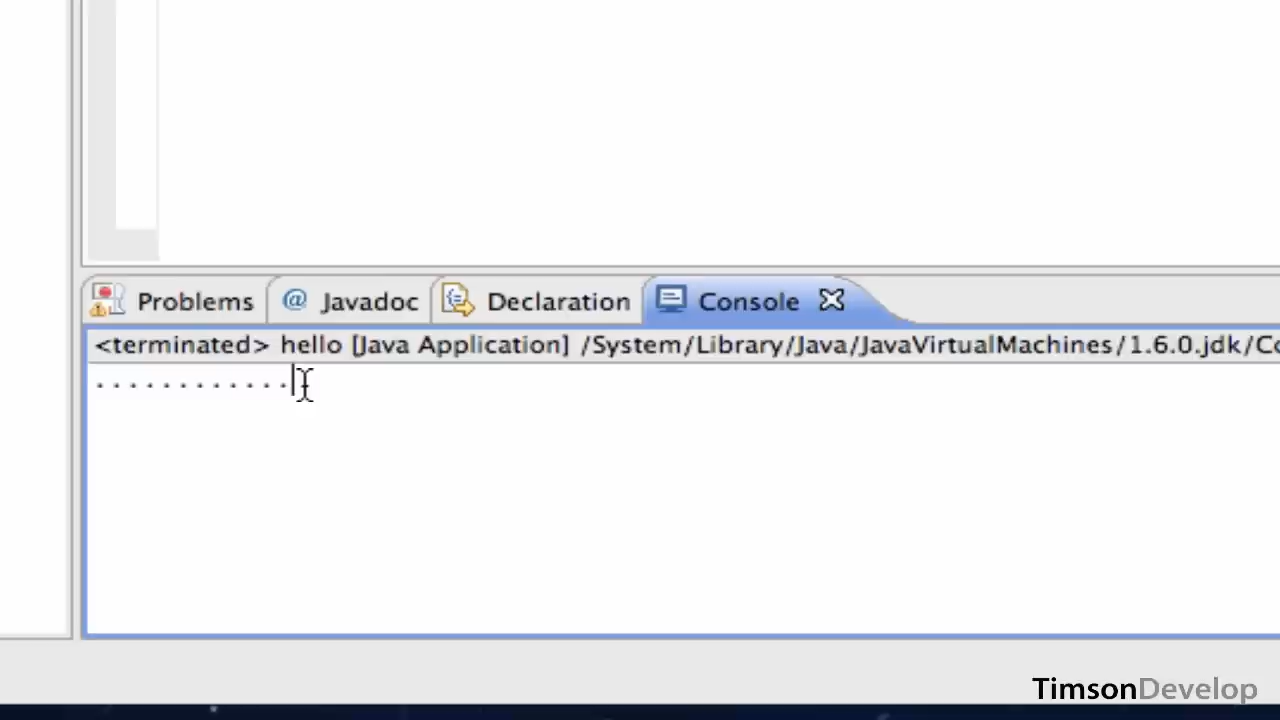 Problems @ Javadoc Declaration Console
<terminated> hello [Java Application] /System/Library/Java/JavaVirtualMachines/1.6.0.jdk/Co
............
TimsonDevelop